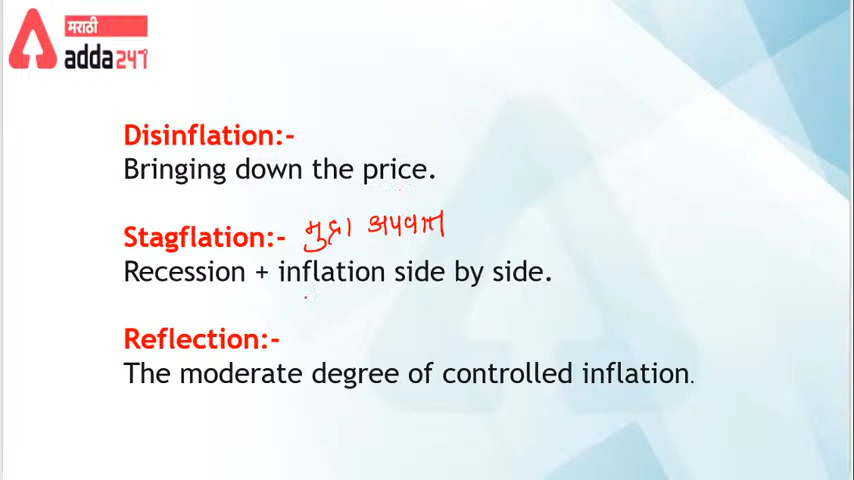 मराठी
adda247
Disinflation:-
Bringing down the price.
Stagflation:- मुद्रा अपवात
Recession + inflation side by side.
Reflection:-
The moderate degree of controlled inflation.